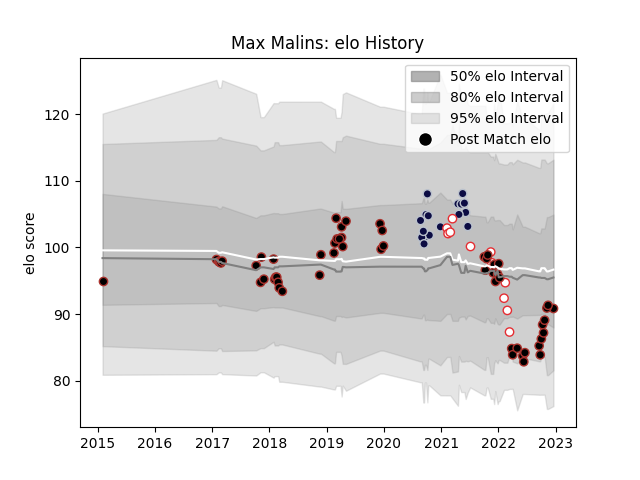 Max Malins: elo History
50% elo Interval
80% elo Interval
95% elo Interval
Post Match elo
elo score
120
110
100
90
80
2015 2016 2017 2018 2019 2020 2021 2022 2023